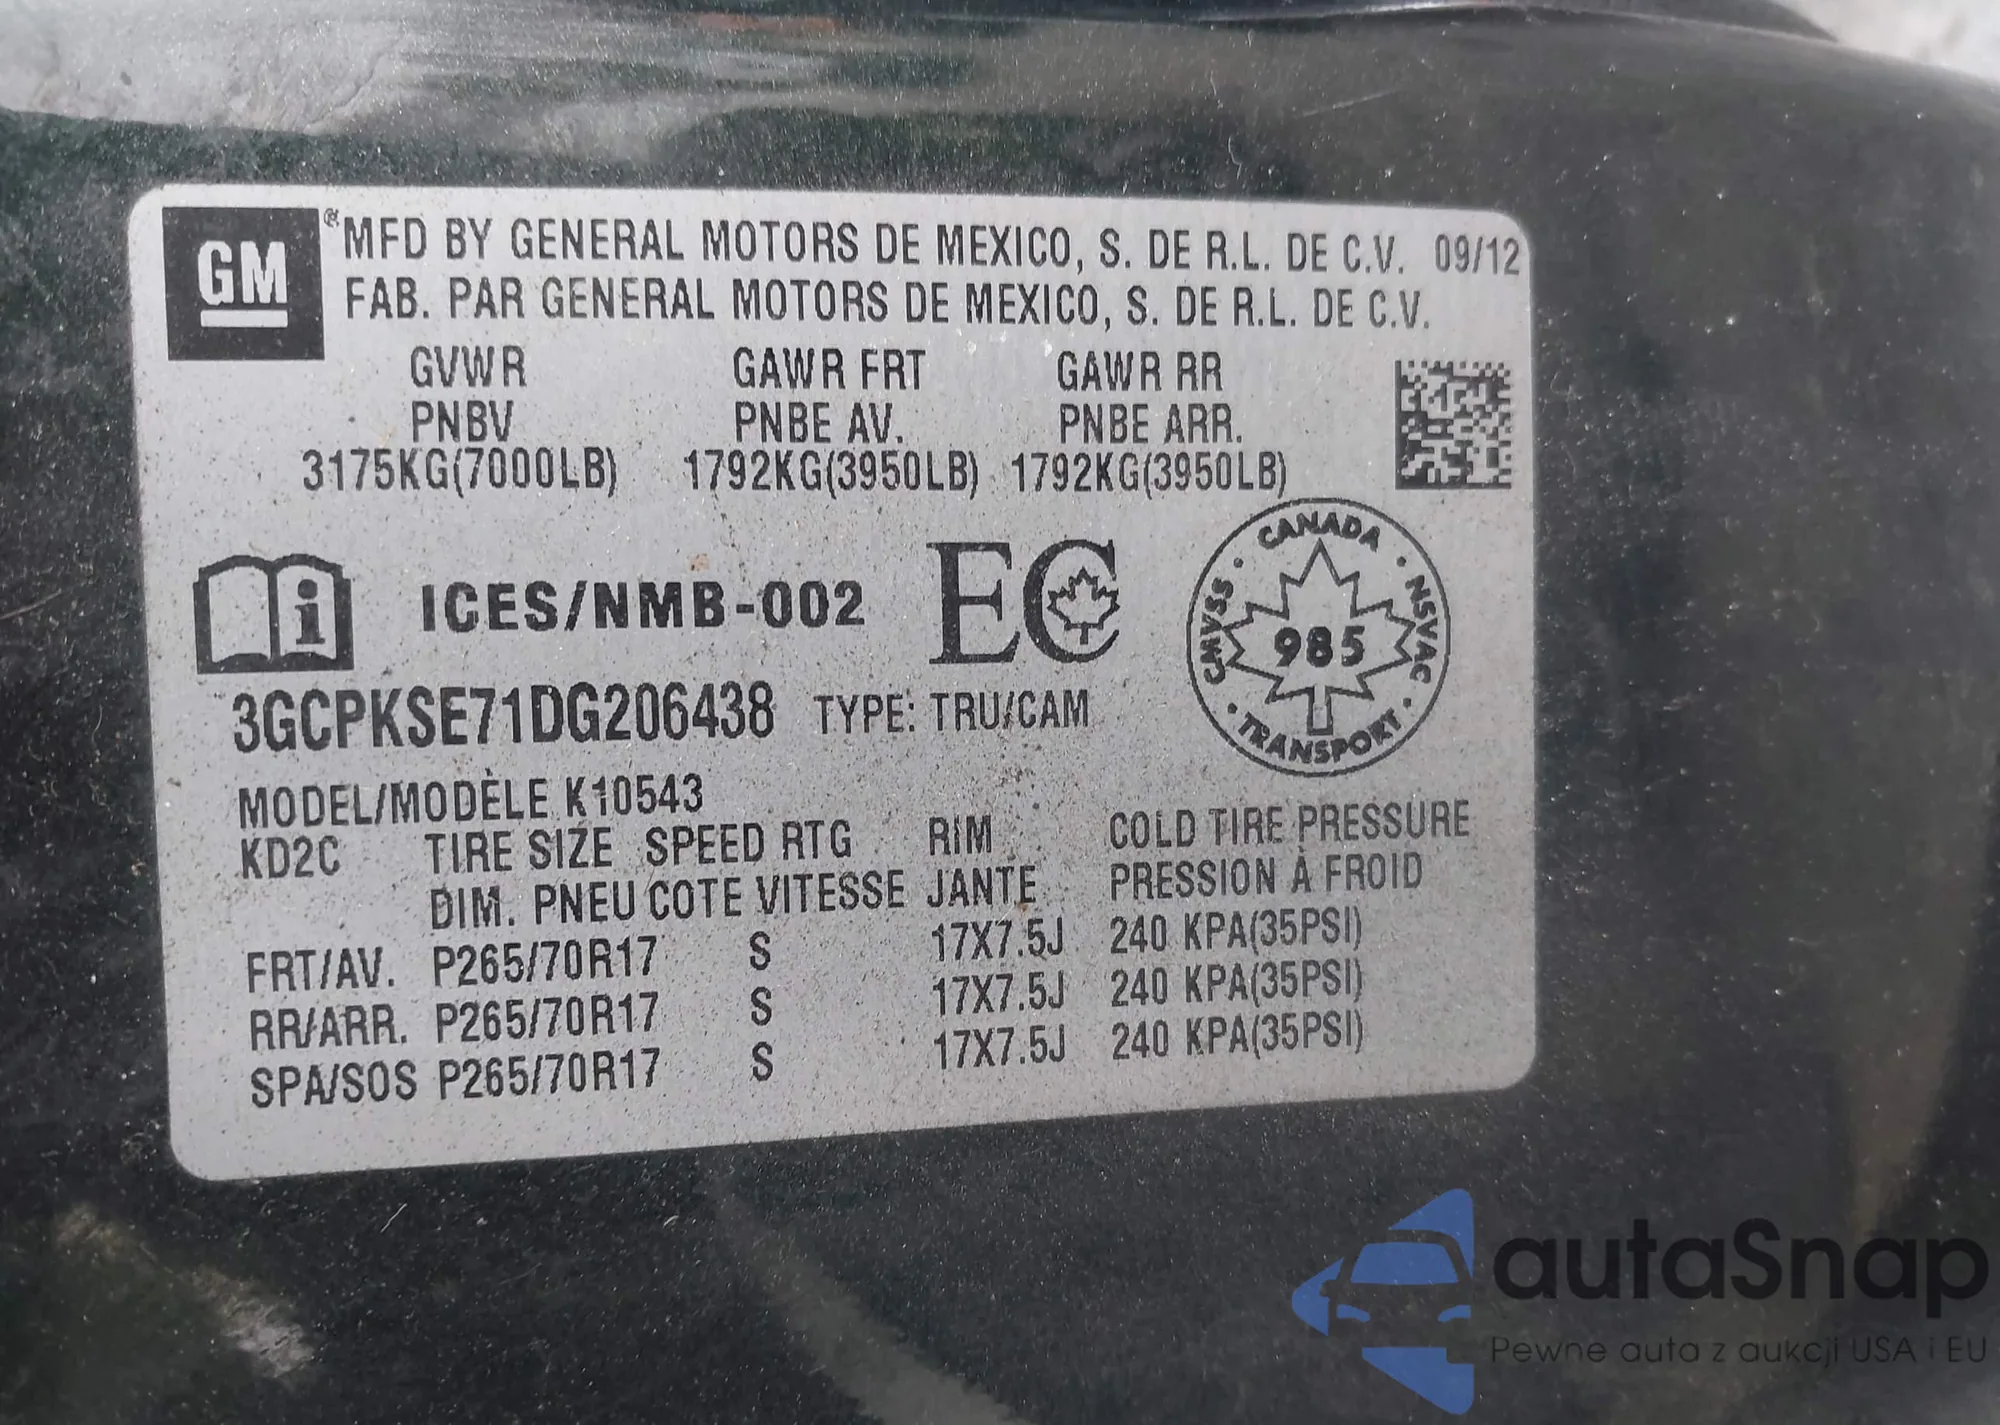 GM ® MFD BY GENERAL MOTORS DE MEXICO, S. DE R.L. DE C.V. 09/12
FAB. PAR GENERAL MOTORS DE MEXICO, S. DE R.L. DE C.V.
GVWR GAWR FRT GAWR RR
PNBV PNBE AV. PNBE ARR.
3175KG(7000LB) 1792KG(3950LB) 1792KG(3950LB)
i ICES/NMB-002 EC
CANADA
CMVSS 985 NSVAC
TRANSPORT
3GCPKSE71DG206438 TYPE: TRU/CAM
MODEL/MODÈLE K10543
KD2C TIRE SIZE SPEED RTG RIM COLD TIRE PRESSURE
DIM. PNEU COTE VITESSE JANTE PRESSION À FROID
FRT/AV. P265/70R17 S 17X7.5J 240 KPA(35PSI)
RR/ARR. P265/70R17 S 17X7.5J 240 KPA(35PSI)
SPA/SOS P265/70R17 S 17X7.5J 240 KPA(35PSI)
autaSnap
Pewne auta z aukcji USA i EU